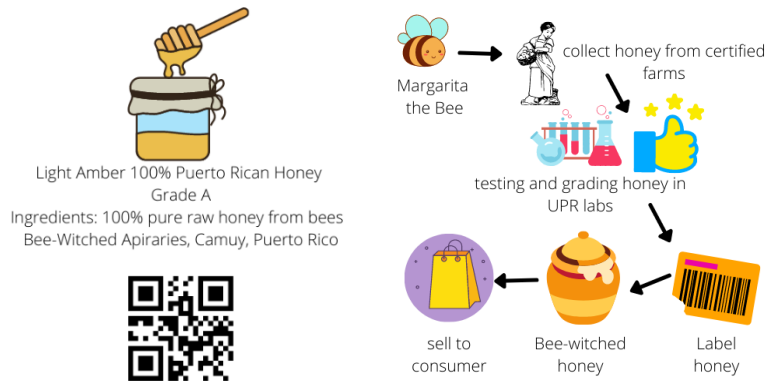 Light Amber 100% Puerto Rican Honey
Grade A
Ingredients: 100% pure raw honey from bees
Bee-Witched Apiraries, Camuy, Puerto Rico
Margarita
the Bee
collect honey from certified
farms
testing and grading honey in
UPR labs
Label
honey
Bee-witched
honey
sell to
consumer